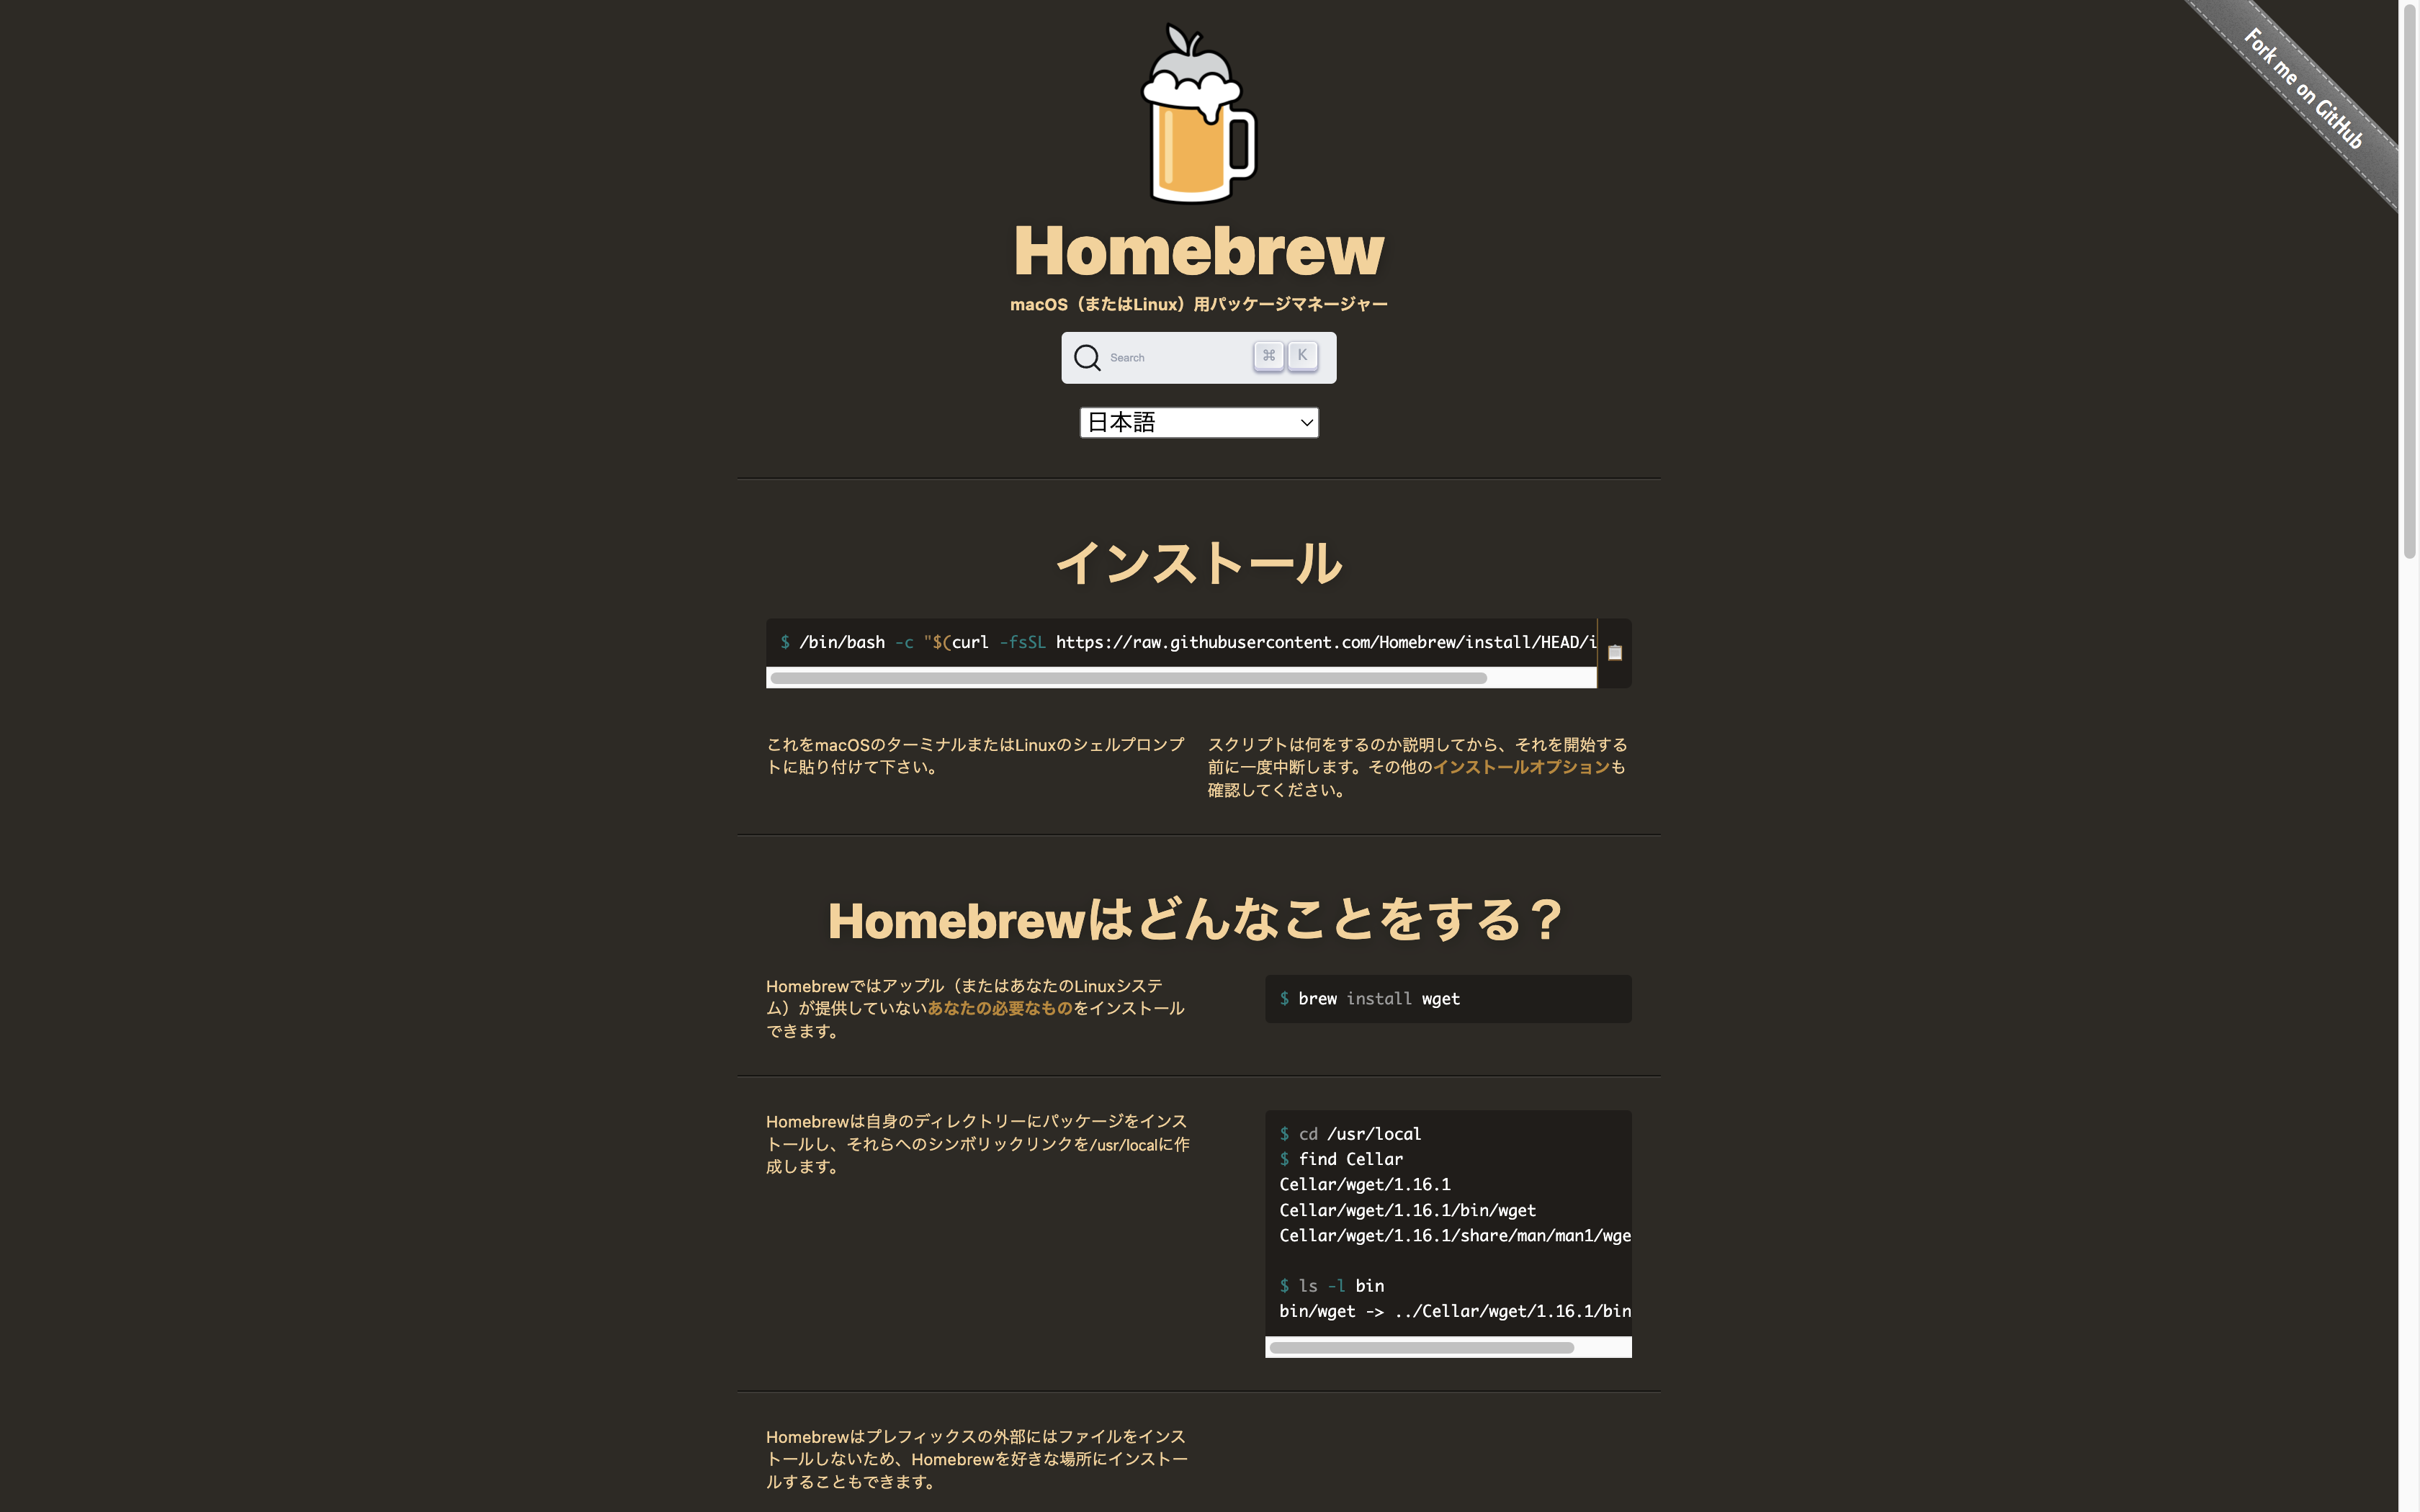 Fork me on GitHub
Homebrew
macOS（またはLinux）用パッケージマネージャー
Search ⌘ K
日本語
インストール
$ /bin/bash -c "$(curl -fsSL https://raw.githubusercontent.com/Homebrew/install/HEAD/i
これをmacOSのターミナルまたはLinuxのシェルプロンプ
トに貼り付けて下さい。
スクリプトは何をするのか説明してから、それを開始する
前に一度中断します。その他のインストールオプションも
確認してください。
Homebrewはどんなことをする？
Homebrewではアップル（またはあなたのLinuxシステ
ム）が提供していないあなたの必要なものをインストール
できます。
$ brew install wget
Homebrewは自身のディレクトリーにパッケージをインス
トールし、それらへのシンボリックリンクを/usr/localに作
成します。
$ cd /usr/local
$ find Cellar
Cellar/wget/1.16.1
Cellar/wget/1.16.1/bin/wget
Cellar/wget/1.16.1/share/man/man1/wge
$ ls -l bin
bin/wget -> ../Cellar/wget/1.16.1/bin
Homebrewはプレフィックスの外部にはファイルをインス
トールしないため、Homebrewを好きな場所にインストー
ルすることもできます。